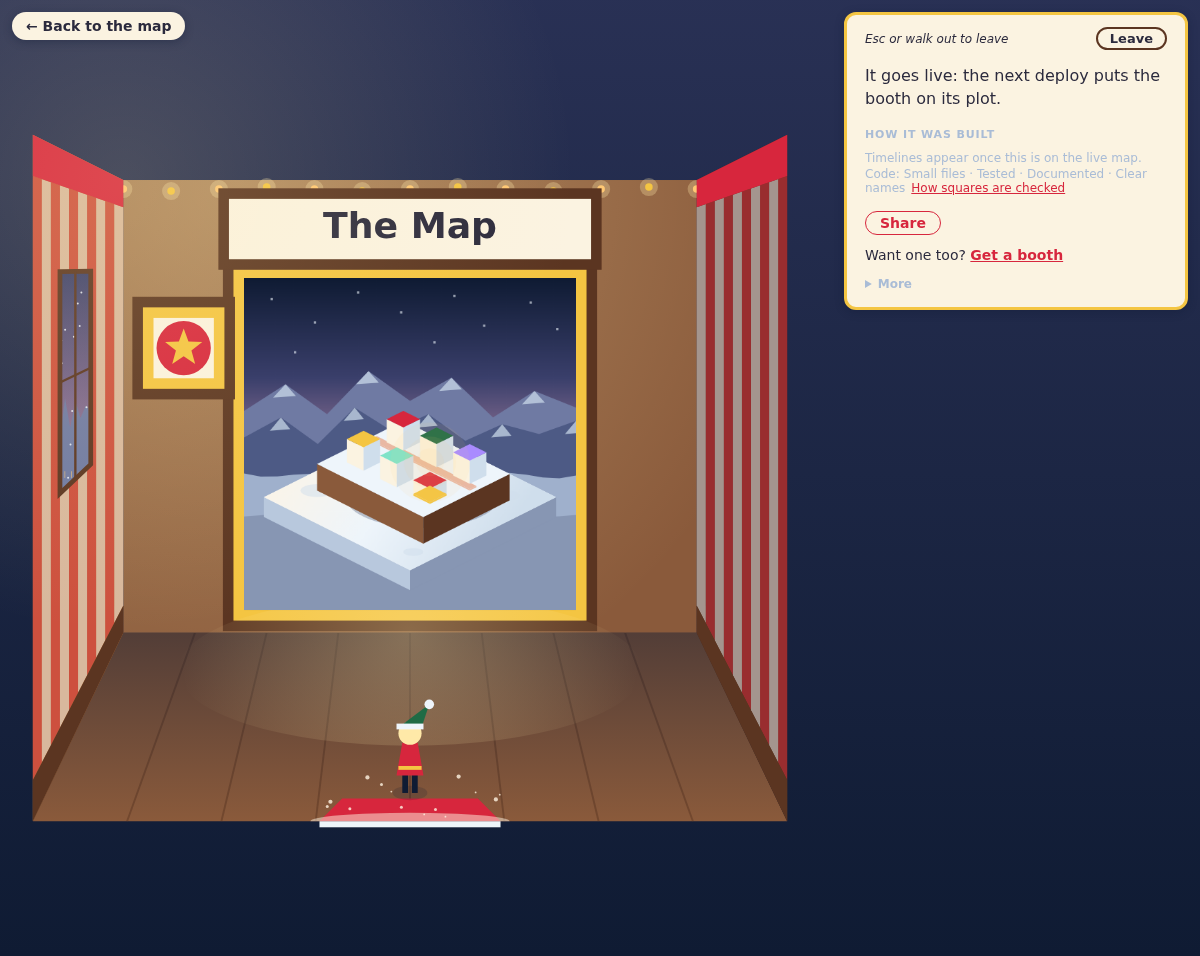 ← Back to the map
Esc or walk out to leave
Leave
It goes live: the next deploy puts the
booth on its plot.
HOW IT WAS BUILT
Timelines appear once this is on the live map.
Code: Small files · Tested · Documented · Clear
names How squares are checked
Share
Want one too? Get a booth
More
The Map